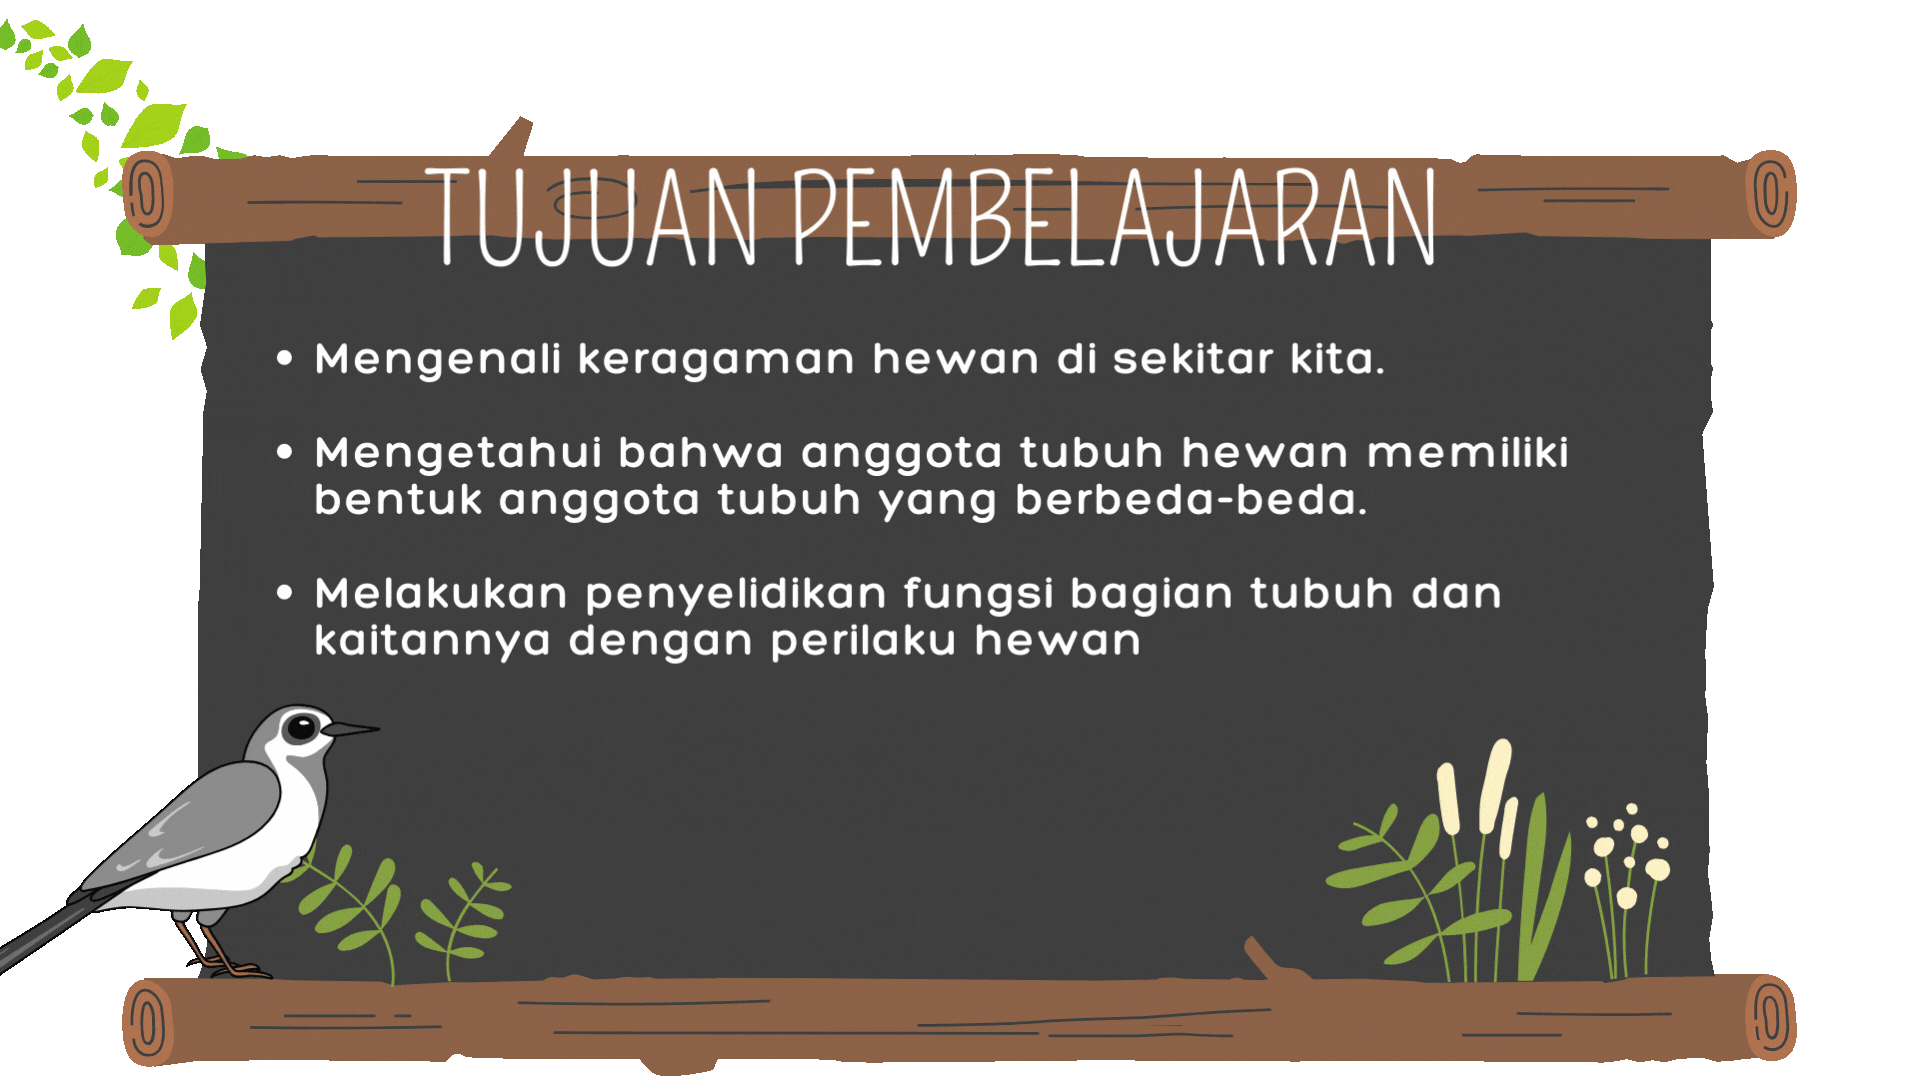 TUJUAN PEMBELAJARAN
• Mengenali keragaman hewan di sekitar kita.
• Mengetahui bahwa anggota tubuh hewan memiliki
bentuk anggota tubuh yang berbeda-beda.
• Melakukan penyelidikan fungsi bagian tubuh dan
kaitannya dengan perilaku hewan